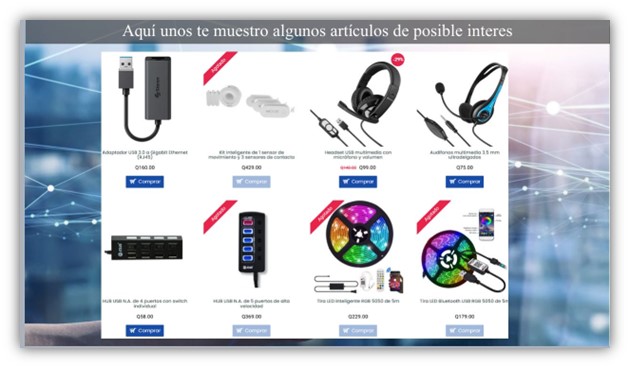 Aquí unos te muestro algunos artículos de posible interes
Agotado
-29%
Adaptador USB 3.0 a Gigabit Ethernet
(RJ45)
Q160.00
Comprar
Kit inteligente de 1 sensor de
movimiento y 3 sensores de contacto
Q429.00
Comprar
Headset USB multimedia con
micrófono y volumen
Q99.00
Comprar
Audífonos multimedia 3.5 mm
ultradelgados
Q75.00
Comprar
Agotado
Agotado
Agotado
HUB USB N.A. de 4 puertos con switch
individual
Q58.00
Comprar
HUB USB N.A. de 5 puertos de alta
velocidad
Q369.00
Comprar
Tira LED inteligente RGB 5050 de 5m
Q229.00
Comprar
Tira LED Bluetooth USB RGB 5050 de 5m
Q179.00
Comprar